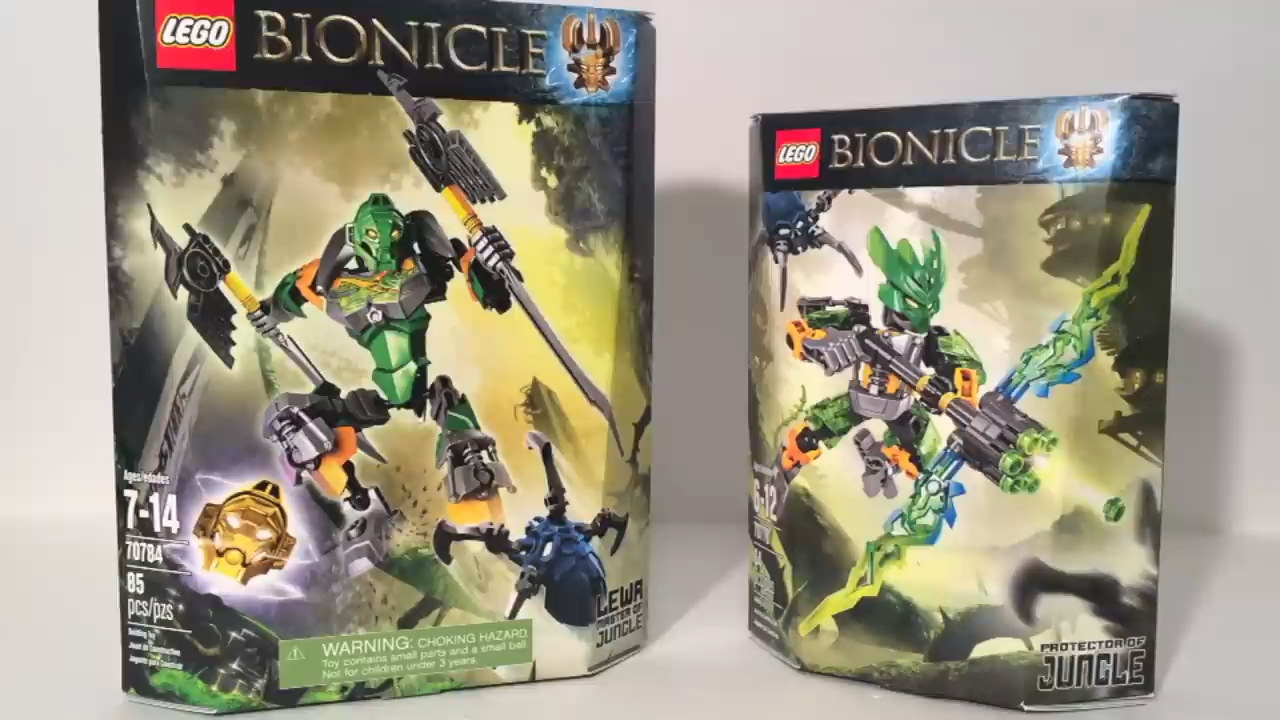 LEGO BIONICLE
Ages/edades
7-14
70784
85
pcs/pzs
WARNING: CHOKING HAZARD.
Toy contains small parts and a small ball.
Not for children under 3 years.
LEWA
MASTER OF
JUNGLE
LEGO BIONICLE
6-12
PROTECTOR OF
JUNGLE